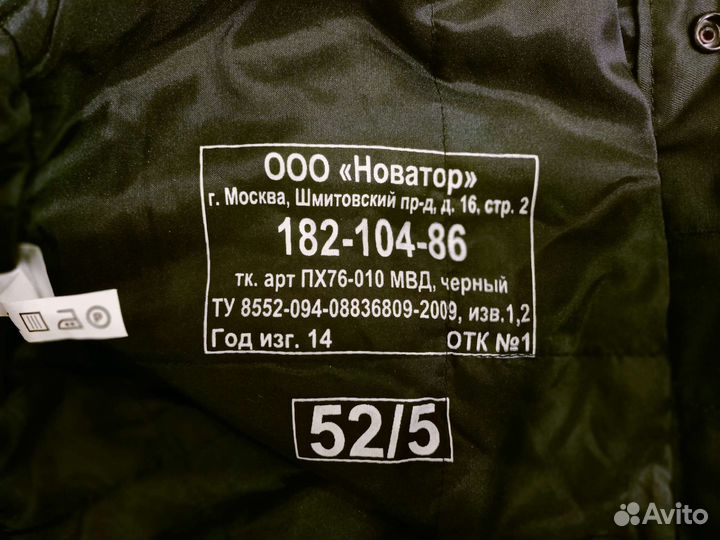 ООО «Новатор»
г. Москва, Шмитовский пр-д, д. 16, стр. 2
182-104-86
тк. арт ПХ76-010 МВД, черный
ТУ 8552-094-08836809-2009, изв.1,2
Год изг. 14 ОТК №1
52/5
Avito